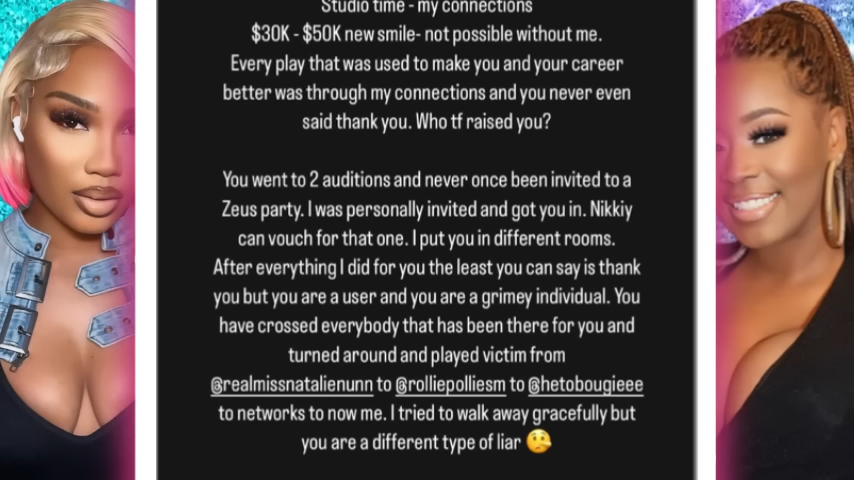 Studio time - my connections
$30K - $50K new smile- not possible without me.
Every play that was used to make you and your career
better was through my connections and you never even
said thank you. Who tf raised you?
You went to 2 auditions and never once been invited to a
Zeus party. I was personally invited and got you in. Nikkiy
can vouch for that one. I put you in different rooms.
After everything I did for you the least you can say is thank
you but you are a user and you are a grimey individual. You
have crossed everybody that has been there for you and
turned around and played victim from
@realmissnatalienunn to @rolliepolliesm to @hetobougieee
to networks to now me. I tried to walk away gracefully but
you are a different type of liar 🤥